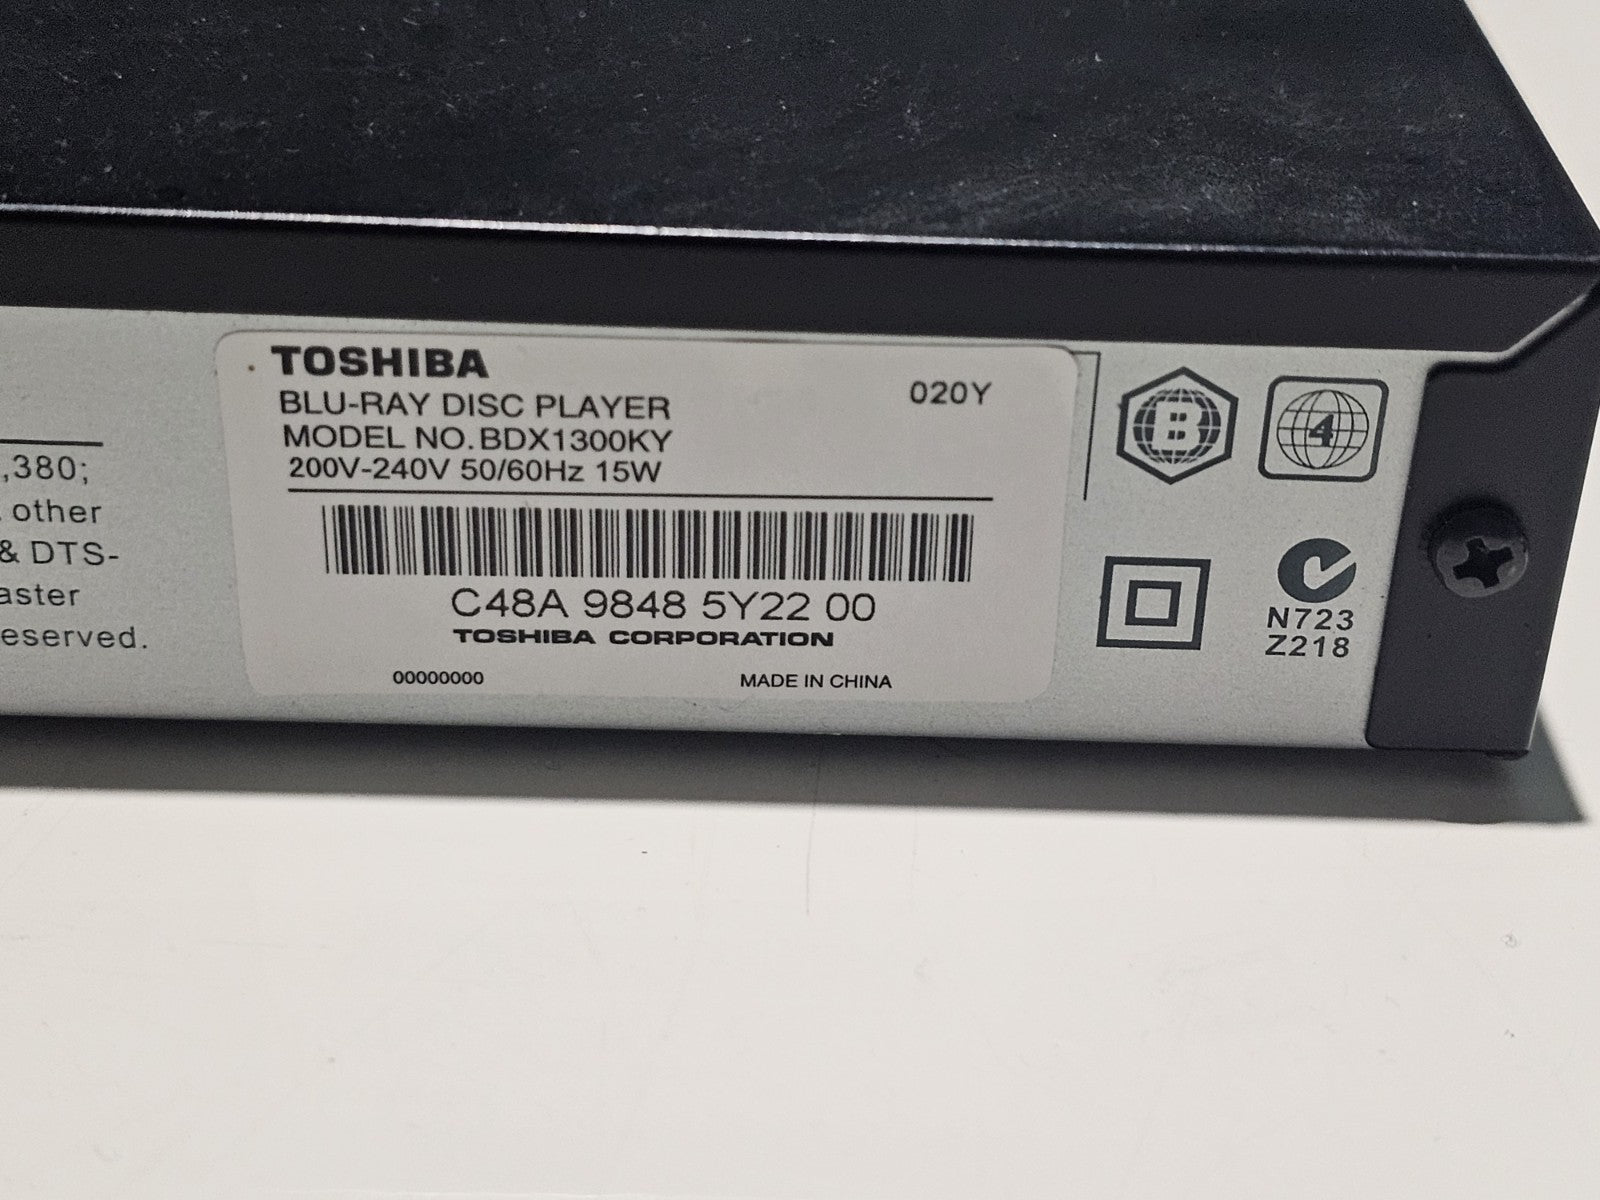 ,380;
other
& DTS-
aster
eserved.
TOSHIBA
020Y
BLU-RAY DISC PLAYER
MODEL NO. BDX1300KY
200V-240V 50/60Hz 15W
C48A 9848 5Y22 00
TOSHIBA CORPORATION
00000000
MADE IN CHINA
B
4
N723
Z218